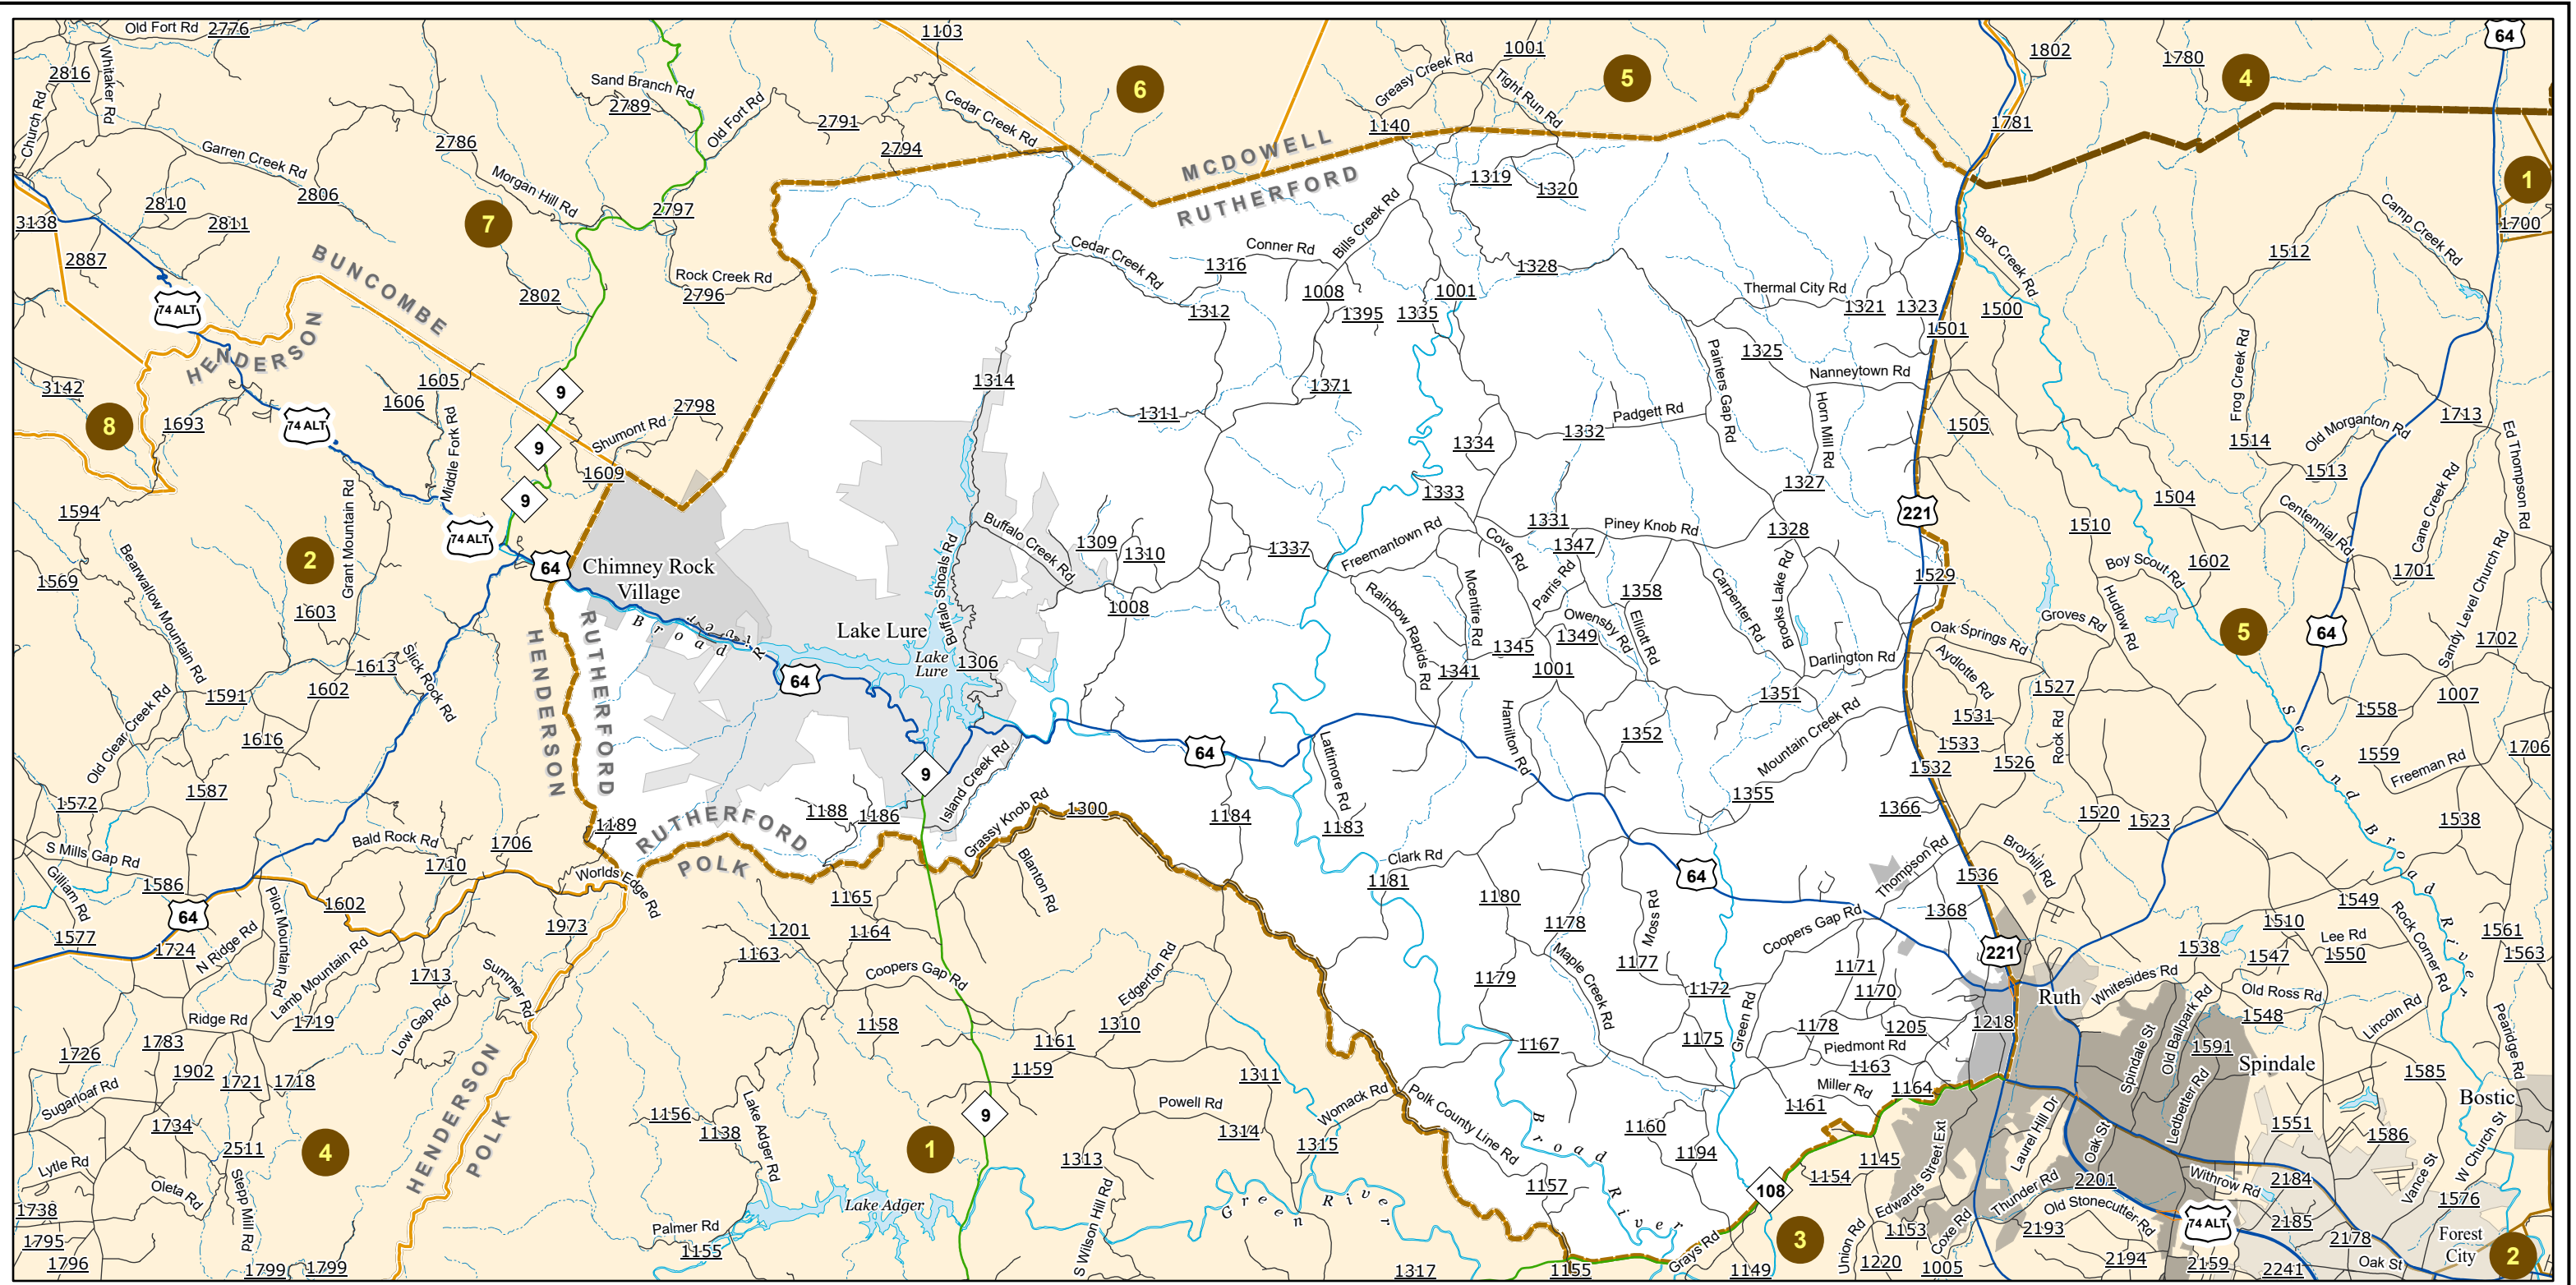 Old Fort Rd 2776
1103
1001
64
1802
1780
2816
Whitaker Rd
Church Rd
Sand Branch Rd
2789
Old Fort Rd
2791
Cedar Creek Rd
6
Greasy Creek Rd
Tight Run Rd
5
4
1781
1140
2786
Garren Creek Rd
2794
MCDOWELL
RUTHERFORD
1319
1320
1
2806
Morgan Hill Rd
2810
2811
3138
7
2797
Bills Creek Rd
Camp Creek Rd
1700
2887
BUNCOMBE
Rock Creek Rd
2796
2802
Cedar Creek Rd
Conner Rd
1316
1328
Box Creek Rd
1512
74 ALT
HENDERSON
1312
1008
1395
1335
1001
Thermal City Rd
1321
1323
1500
1501
3142
8
1693
1605
1606
9
2798
1314
1371
1325
Painters Gap Rd
Nanneytown Rd
Frog Creek Rd
74 ALT
Middle Fork Rd
9
Shumont Rd
1609
1311
Padgett Rd
1332
1334
Horn Mill Rd
1505
1514
Old Morganton Rd
1713
Ed Thompson Rd
1513
1594
Grant Mountain Rd
9
1333
1327
1504
Centennial Rd
Cane Creek Rd
74 ALT
Buffalo Creek Rd
1309
1310
1337
Freemantown Rd
Cove Rd
1331
Piney Knob Rd
1347
1328
221
1510
Boy Scout Rd
1602
1701
Sandy Level Church Rd
1569
2
Bearwallow Mountain Rd
64
Chimney Rock
Village
Buffalo Shoals Rd
1008
Rainbow Rapids Rd
Mcentire Rd
Parris Rd
1358
Carpenter Rd
Brooks Lake Rd
1529
Hudlow Rd
1603
HENDERSON
RUTHERFORD
Broad River
Lake Lure
Lake
Lure
1306
Owensby Rd
1349
Elliott Rd
1345
1341
1001
Darlington Rd
Oak Springs Rd
Groves Rd
5
64
1702
1613
Slick Rock Rd
1602
1591
64
Old Clear Creek Rd
1351
Aydlotte Rd
1527
1007
1558
1616
Hamilton Rd
1352
Mountain Creek Rd
1531
1533
1526
Rock Rd
Second Broad River
1559
Freeman Rd
1706
64
Lattimore Rd
1532
9
Island Creek Rd
1587
1572
1355
1366
1520
1523
1538
1188
1186
Grassy Knob Rd
1300
1184
1183
1189
RUTHERFORD
POLK
S Mills Gap Rd
Bald Rock Rd
1706
1710
Gilliam Rd
1586
Worlds Edge Rd
Blanton Rd
Clark Rd
1181
64
Thompson Rd
Broyhill Rd
1536
64
Pilot Mountain Rd
1602
1165
1180
1549
Rock Corner Rd
1577
1724
N Ridge Rd
Lamb Mountain Rd
1973
1201
1164
1163
1178
Moss Rd
Coopers Gap Rd
1368
221
1538
1510
Lee Rd
1550
1561
1563
1547
1713
Summer Rd
Coopers Gap Rd
Edgerton Rd
1179
Maple Creek Rd
1177
1172
1171
1170
Ruth
Whitesides Rd
Old Ross Rd
1548
Ridge Rd
1719
Low Gap Rd
1158
1310
1161
1167
1175
Green Rd
1178
1205
1218
Piedmont Rd
1163
Spindale St
Old Ballpark Rd
1591
Spindale
Lincoln Rd
Pearidge Rd
1726
1783
1902
1721
1718
Sugarloaf Rd
HENDERSON
POLK
1159
1311
Womack Rd
Polk County Line Rd
Miller Rd
1164
1161
Ledbetter Rd
1585
Bostic
1734
2511
4
1156
1138
Lake Adger Rd
9
1
Powell Rd
1314
1315
Broad River
1160
1194
1145
Edwards Street Ext
Laurel Hill Dr
Oak St
1551
1586
W Church St
Lytle Rd
Oleta Rd
Stepp Mill Rd
1313
1157
108
1154
Thunder Rd
2201
Withrow Rd
2184
Vance St
1576
1738
Palmer Rd
Lake Adger
Green River
S Wilson Hill Rd
3
Union Rd
1153
Coxe Rd
2193
Old Stonecutter Rd
74 ALT
2185
2178
Forest
City
2
1795
1796
1799
1799
1155
1317
1155
Grays Rd
1149
1220
1005
2194
2159
2241
Oak St